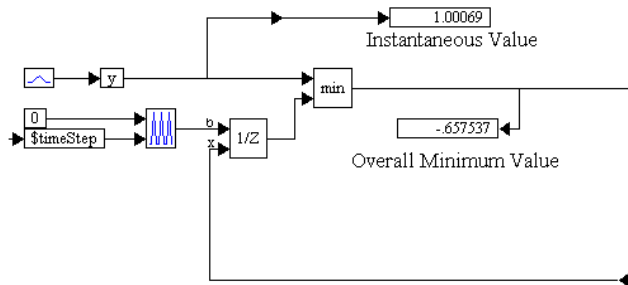 1.00069
Instantaneous Value
y
min
0
$timeStep
b
x
1/Z
-.657537
Overall Minimum Value